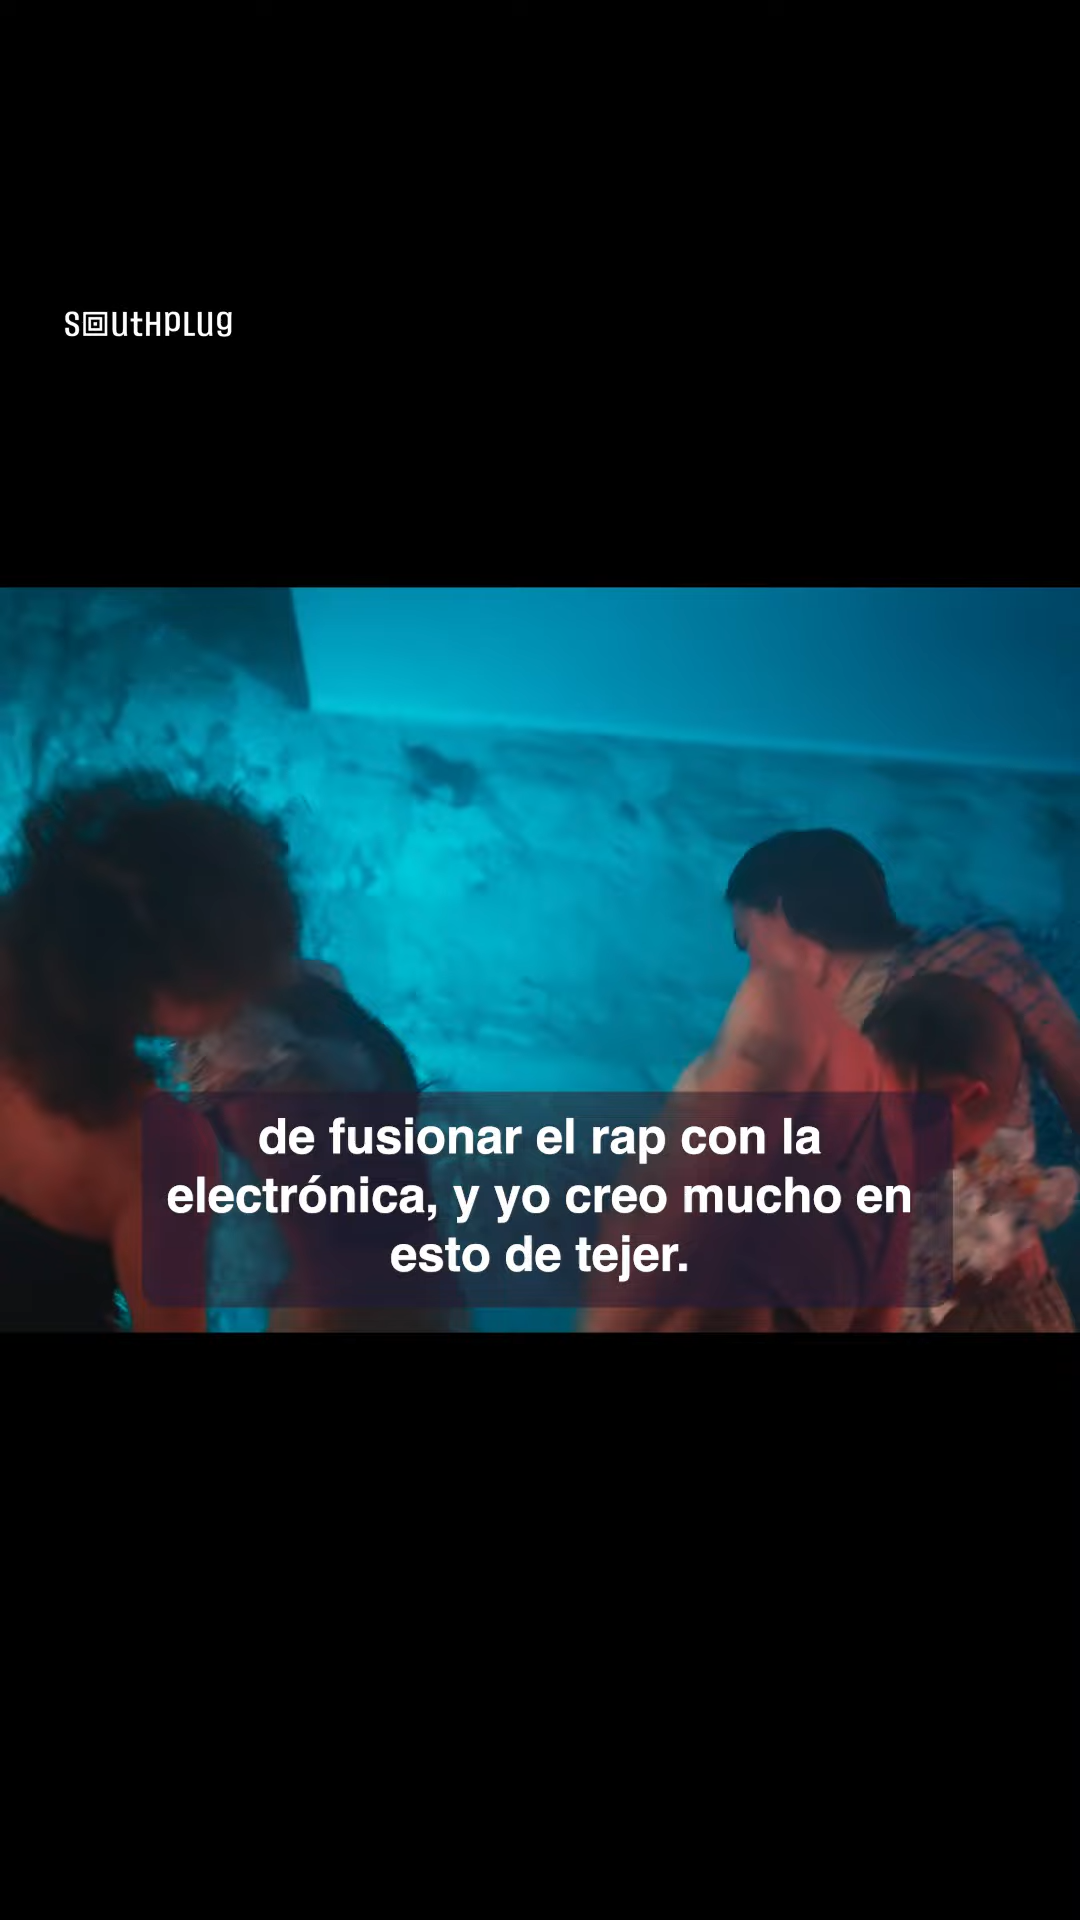 SOUTHPLUG
de fusionar el rap con la
electrónica, y yo creo mucho en
esto de tejer.